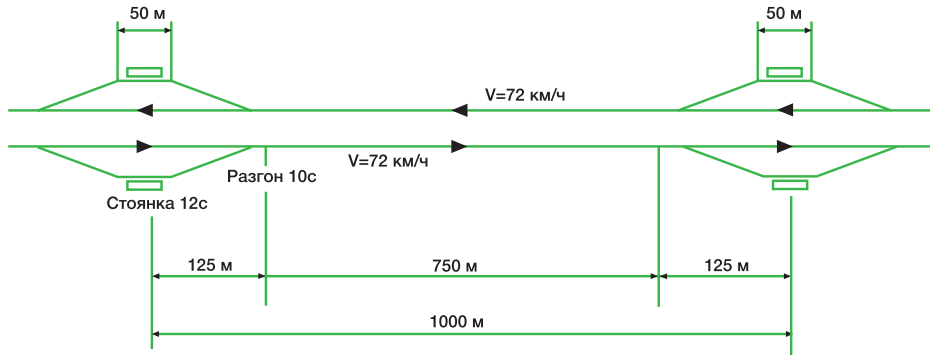 50 м
50 м
V=72 км/ч
V=72 км/ч
Разгон 10с
Стоянка 12с
125 м
750 м
125 м
1000 м